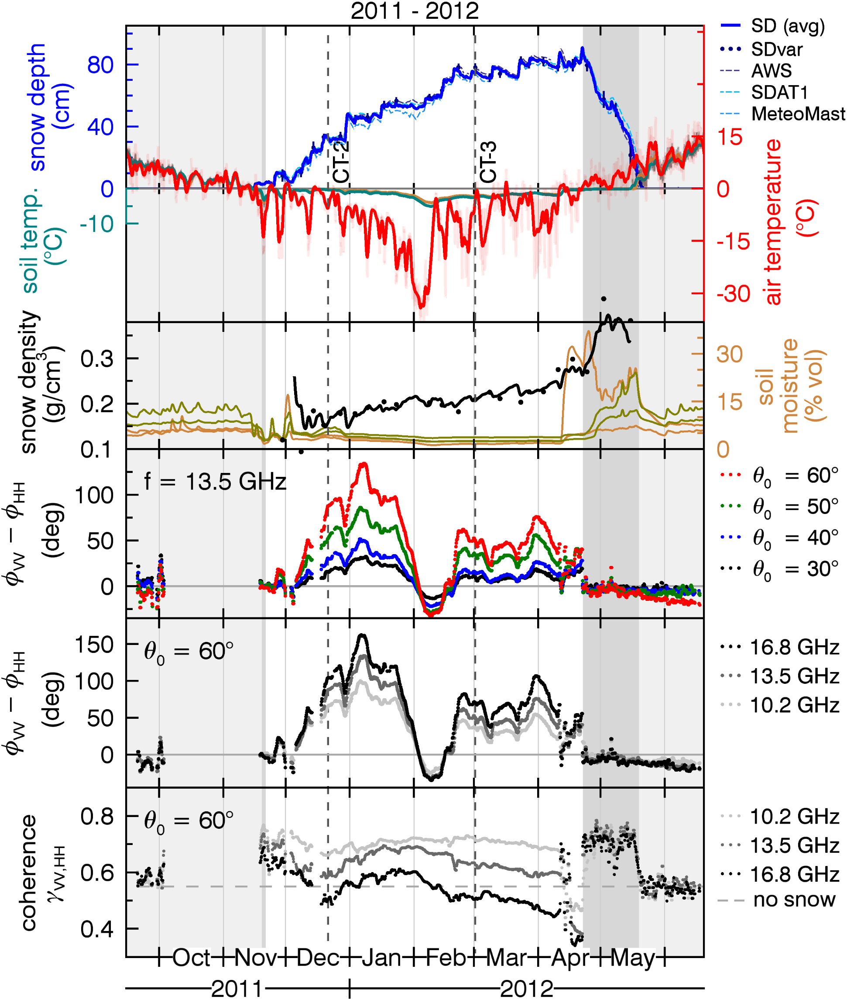 2011 - 2012
snow depth
(cm)
80
40
0
soil temp.
(°C)
-10
SD (avg)
SDvar
AWS
SDAT1
MeteoMast
15
0
-15
-30
air temperature
(°C)
CT-2
CT-3
snow density
(g/cm³)
0.3
0.2
0.1
30
15
0
soil
moisture
(% vol)
f = 13.5 GHz
ϕVV − ϕHH
(deg)
100
50
0
θ0 = 60°
θ0 = 50°
θ0 = 40°
θ0 = 30°
θ0 = 60°
ϕVV − ϕHH
(deg)
150
100
50
0
16.8 GHz
13.5 GHz
10.2 GHz
θ0 = 60°
coherence
γVV,HH
0.8
0.6
0.4
10.2 GHz
13.5 GHz
16.8 GHz
no snow
Oct Nov Dec Jan Feb Mar Apr May
2011 2012